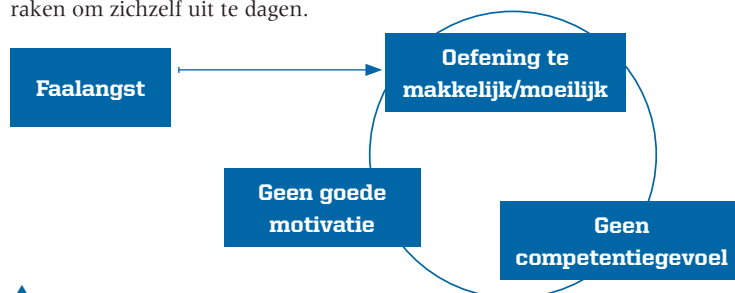 raken om zichzelf uit te dagen.
Faalangst
Oefening te
makkelijk/moeilijk
Geen goede
motivatie
Geen
competentiegevoel